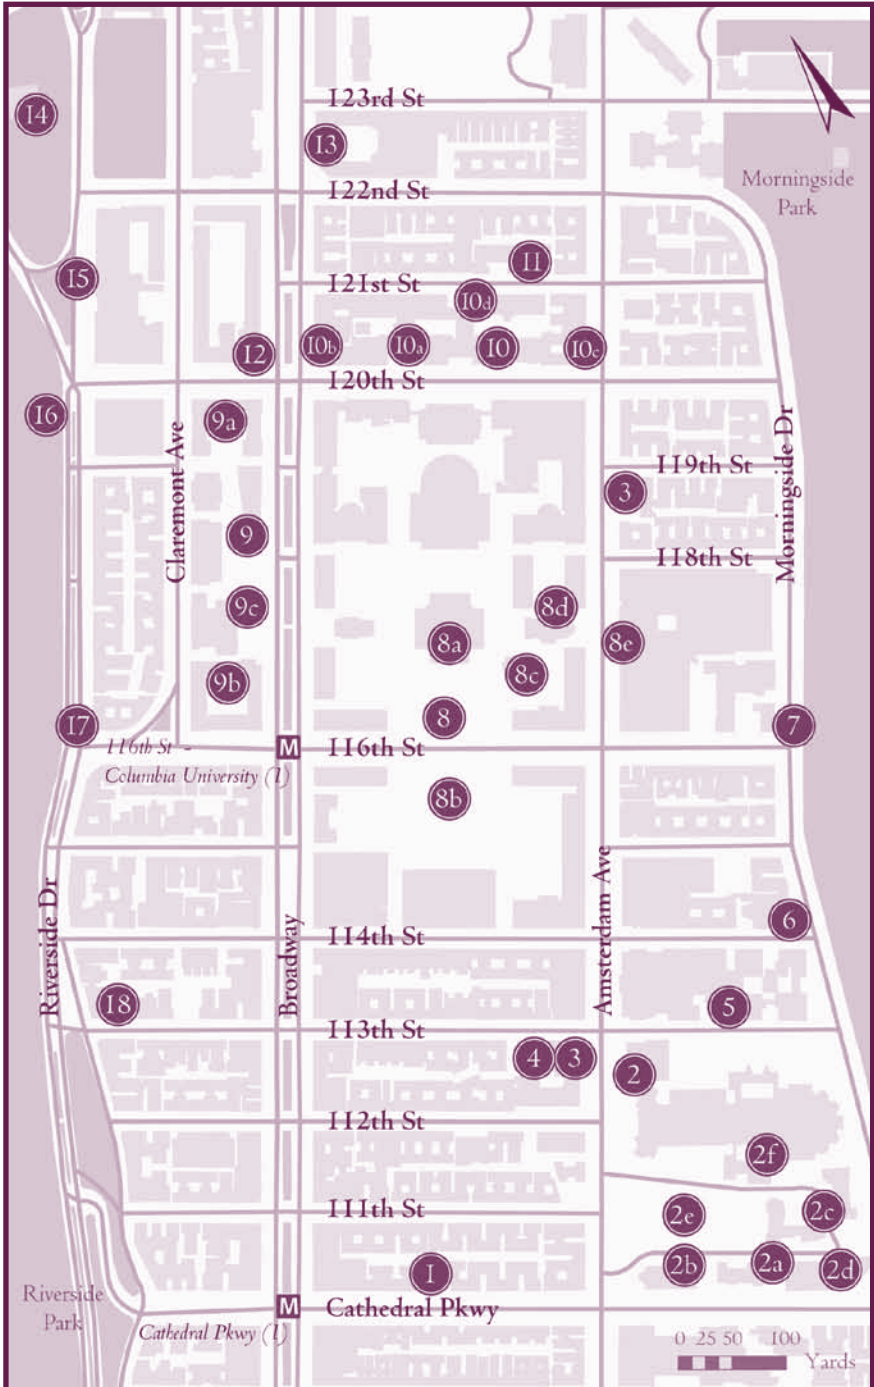 123rd St
14
13
Morningside
Park
122nd St
11
15
121st St
10d
12
10b
10a
10
10c
120th St
16
9a
Claremont Ave
119th St
3
Morningside Dr
9
118th St
9c
8d
8a
8e
8c
9b
17
8
7
116th St -
Columbia University (1)
M
116th St
8b
Riverside Dr
Broadway
Amsterdam Ave
6
114th St
18
5
113th St
4
3
2
112th St
2f
111th St
2e
2c
1
2b
2a
2d
Riverside
Park
M
Cathedral Pkwy
Cathedral Pkwy (1)
0 25 50 100
Yards